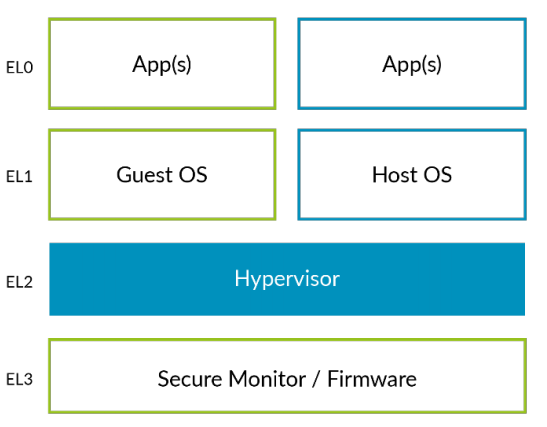 EL0
App(s)
App(s)
EL1
Guest OS
Host OS
EL2
Hypervisor
EL3
Secure Monitor / Firmware